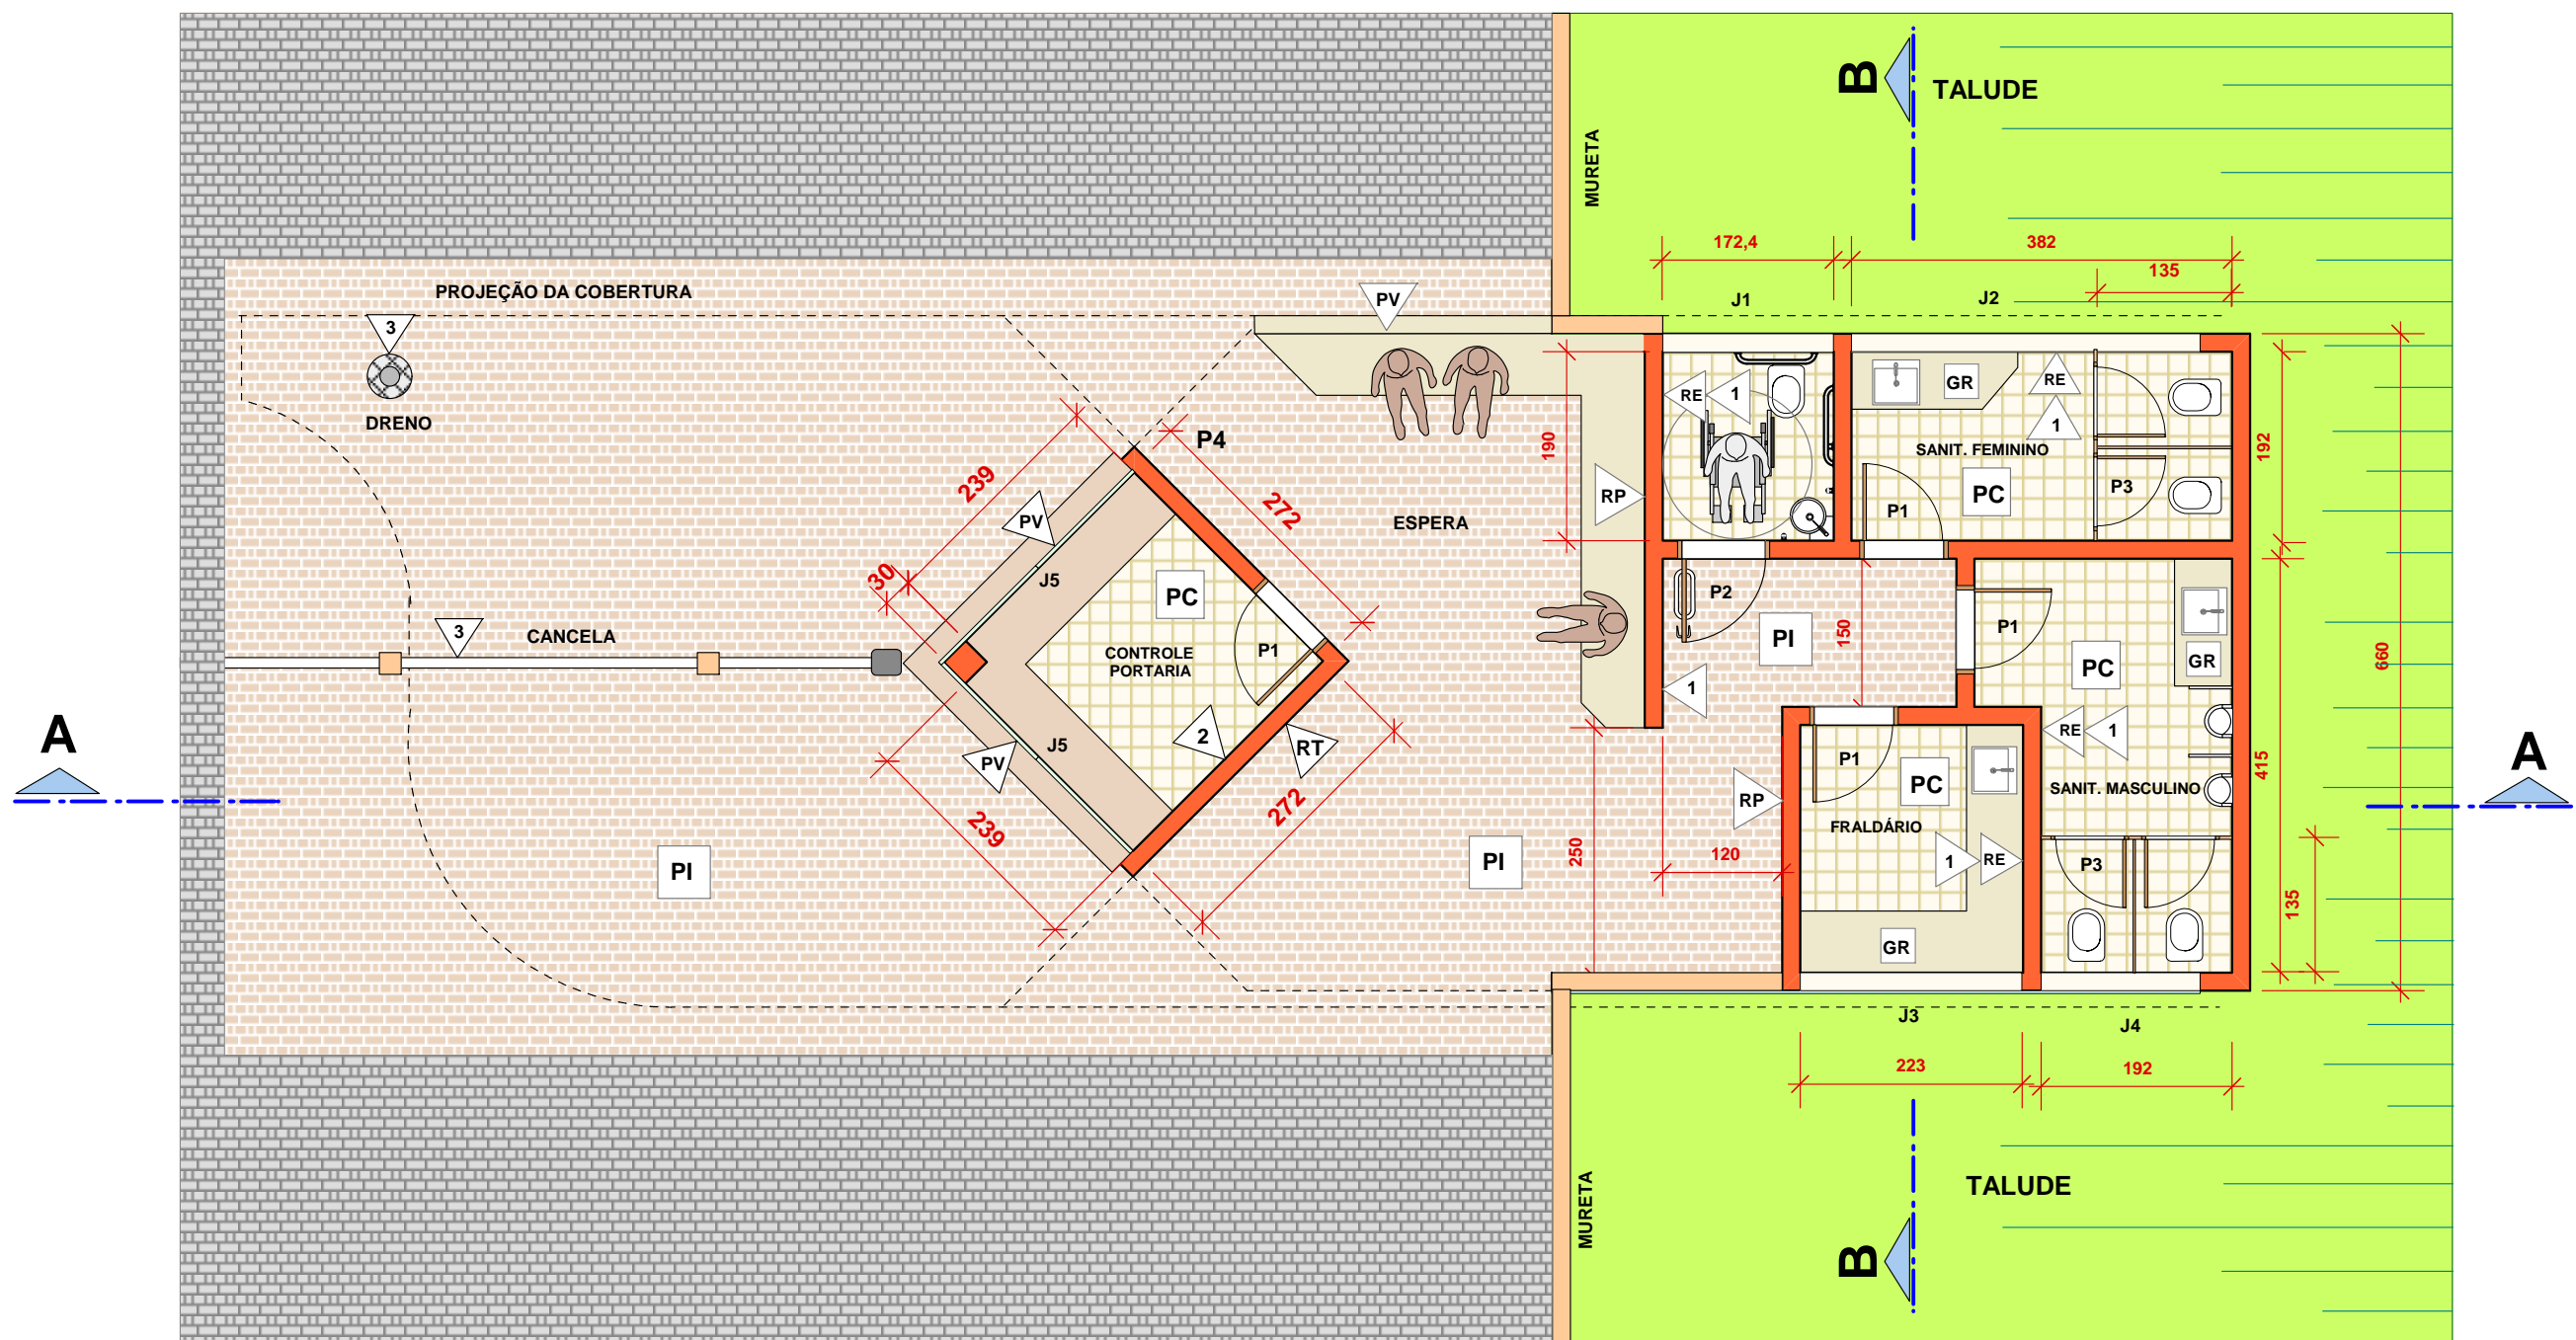 B
TALUDE
MURETA
172,4
382
135
J1
J2
PROJEÇÃO DA COBERTURA
PV
3
DRENO
P4
239
272
190
RE
1
GR
RE
1
SANIT. FEMININO
192
PC
P3
P1
RP
ESPERA
PV
30
J5
PC
P2
PI
150
P1
3
CANCELA
CONTROLE
PORTARIA
P1
PC
GR
660
1
2
RT
J5
PV
RE
1
A
A
P1
PC
415
SANIT. MASCULINO
RP
272
239
FRALDÁRIO
250
120
1
RE
P3
PI
PI
135
GR
J3
J4
223
192
MURETA
TALUDE
B